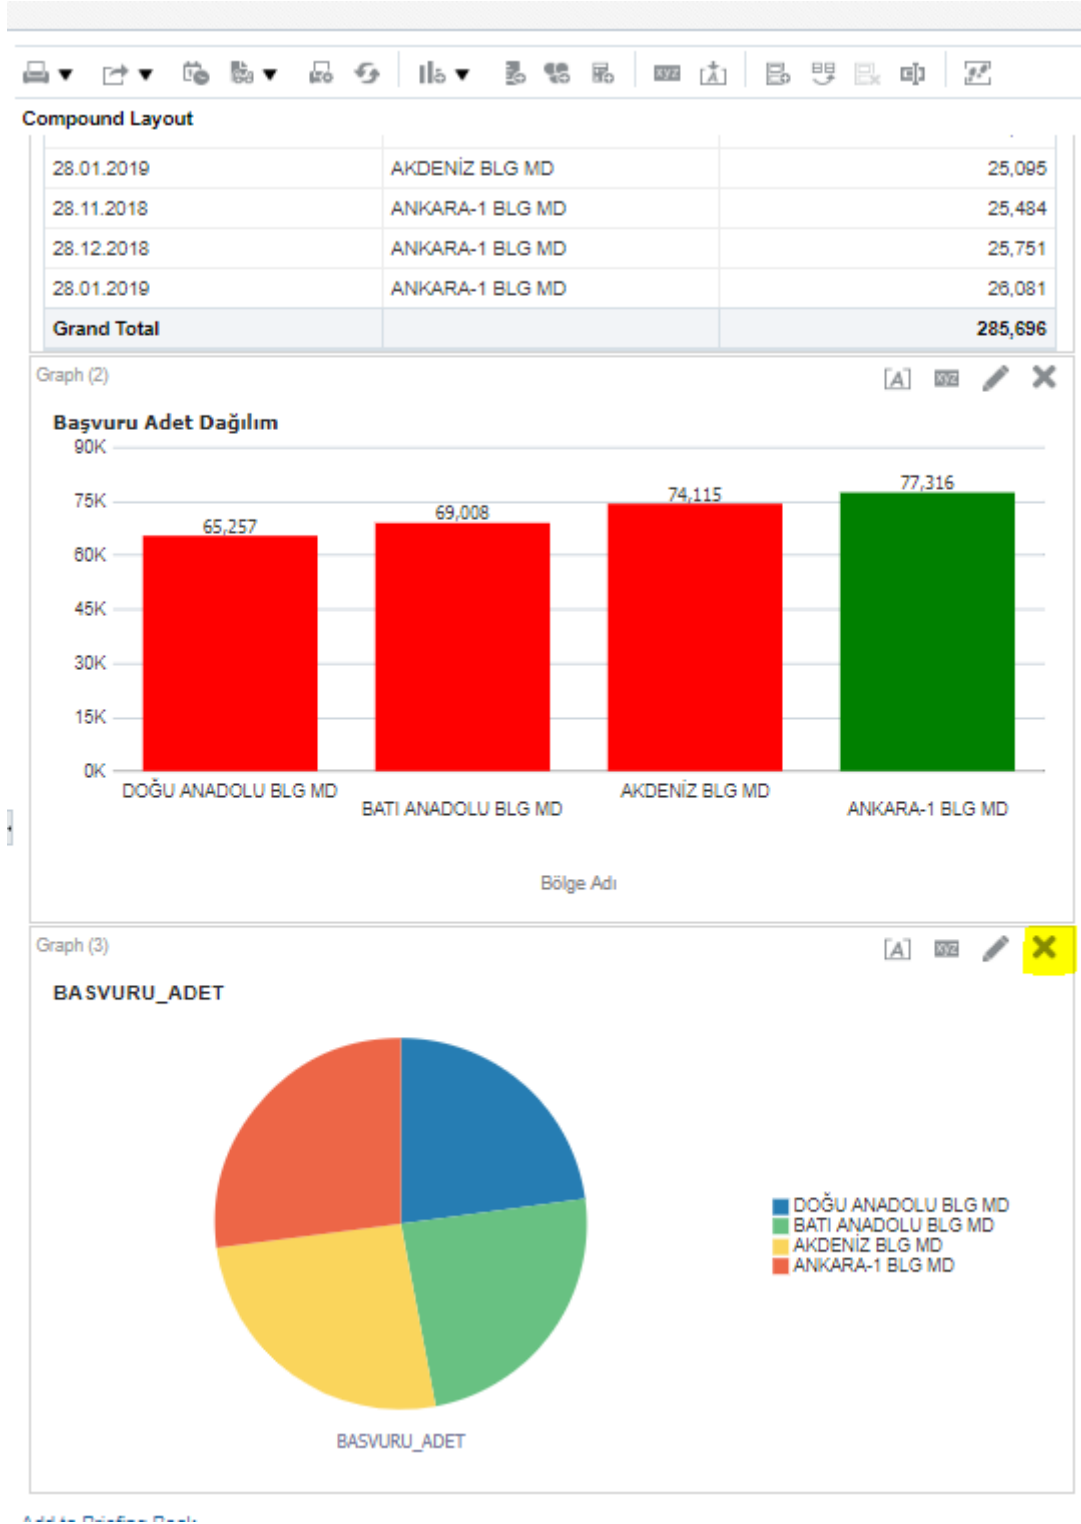 xyz
Compound Layout
28.01.2019 AKDENİZ BLG MD 25,095
28.11.2018 ANKARA-1 BLG MD 25,484
28.12.2018 ANKARA-1 BLG MD 25,751
28.01.2019 ANKARA-1 BLG MD 26,081
Grand Total 285,696
Graph (2)
[A] xyz
Başvuru Adet Dağılım
90K
75K
60K
45K
30K
15K
0K
65,257
69,008
74,115
77,316
DOĞU ANADOLU BLG MD
BATI ANADOLU BLG MD
AKDENİZ BLG MD
ANKARA-1 BLG MD
Bölge Adı
Graph (3)
[A] xyz
BASVURU_ADET
DOĞU ANADOLU BLG MD
BATI ANADOLU BLG MD
AKDENİZ BLG MD
ANKARA-1 BLG MD
BASVURU_ADET